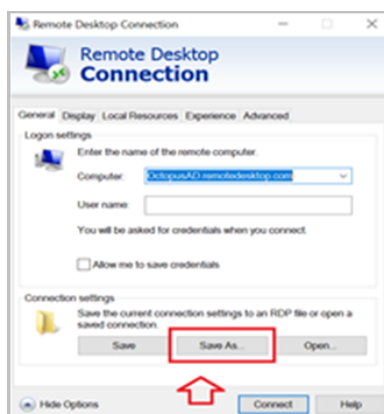 Remote Desktop Connection
Remote Desktop
Connection
General Display Local Resources Experience Advanced
Logon settings
Enter the name of the remote computer.
Computer: OctopusAD.remotedesktop.com
User name:
You will be asked for credentials when you connect.
Allow me to save credentials
Connection settings
Save the current connection settings to an RDP file or open a
saved connection.
Save Save As... Open...
Hide Options Connect Help